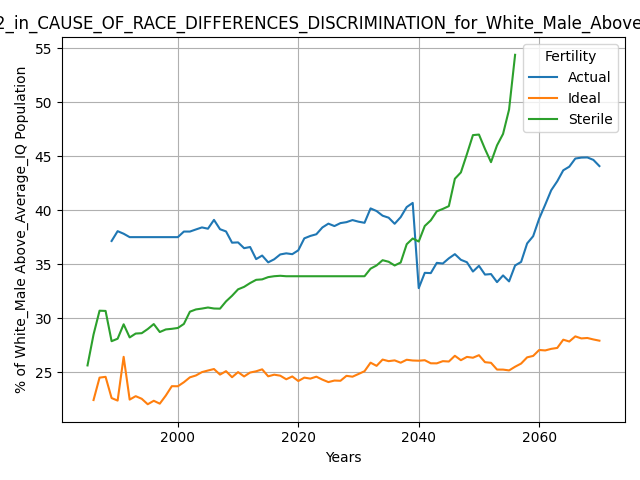 2_in_CAUSE_OF_RACE_DIFFERENCES_DISCRIMINATION_for_White_Male_Above
% of White_Male Above_Average_IQ Population
55
50
45
40
35
30
25
Fertility
Actual
Ideal
Sterile
2000
2020
2040
2060
Years